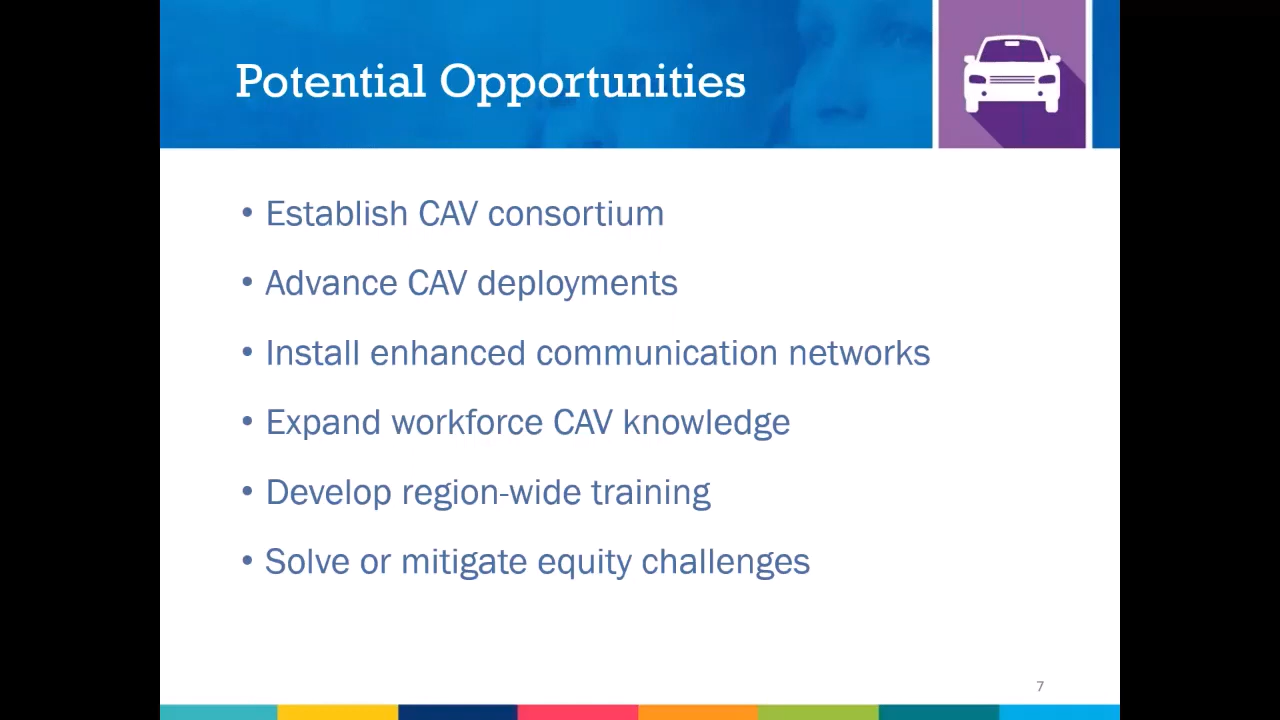 Potential Opportunities
• Establish CAV consortium
• Advance CAV deployments
• Install enhanced communication networks
• Expand workforce CAV knowledge
• Develop region-wide training
• Solve or mitigate equity challenges
7